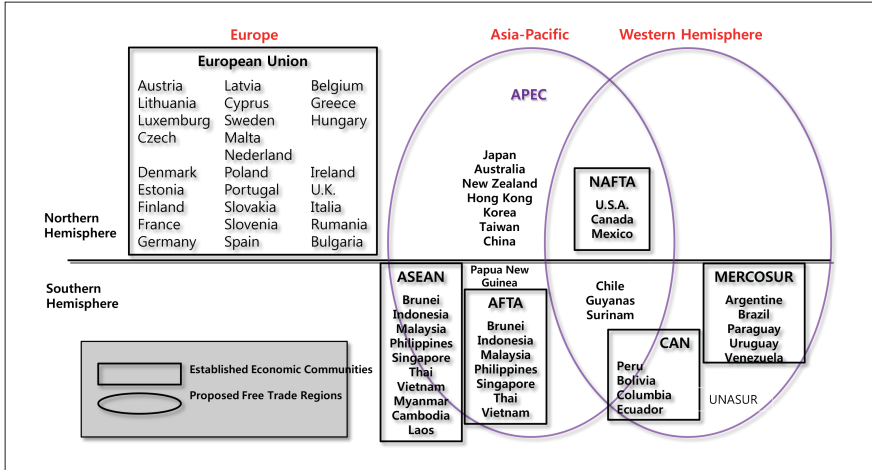 Europe
Asia-Pacific
Western Hemisphere
European Union
Austria Latvia Belgium
Lithuania Cyprus Greece
Luxemburg Sweden Hungary
Czech Malta
Nederland
Denmark Poland Ireland
Estonia Portugal U.K.
Finland Slovakia Italia
France Slovenia Rumania
Germany Spain Bulgaria
APEC
Japan
Australia
New Zealand
Hong Kong
Korea
Taiwan
China
NAFTA
U.S.A.
Canada
Mexico
Northern
Hemisphere
Southern
Hemisphere
ASEAN
Brunei
Indonesia
Malaysia
Philippines
Singapore
Thai
Vietnam
Myanmar
Cambodia
Laos
Papua New
Guinea
AFTA
Brunei
Indonesia
Malaysia
Philippines
Singapore
Thai
Vietnam
Chile
Guyanas
Surinam
CAN
Peru
Bolivia
Columbia
Ecuador
MERCOSUR
Argentine
Brazil
Paraguay
Uruguay
Venezuela
UNASUR
Established Economic Communities
Proposed Free Trade Regions